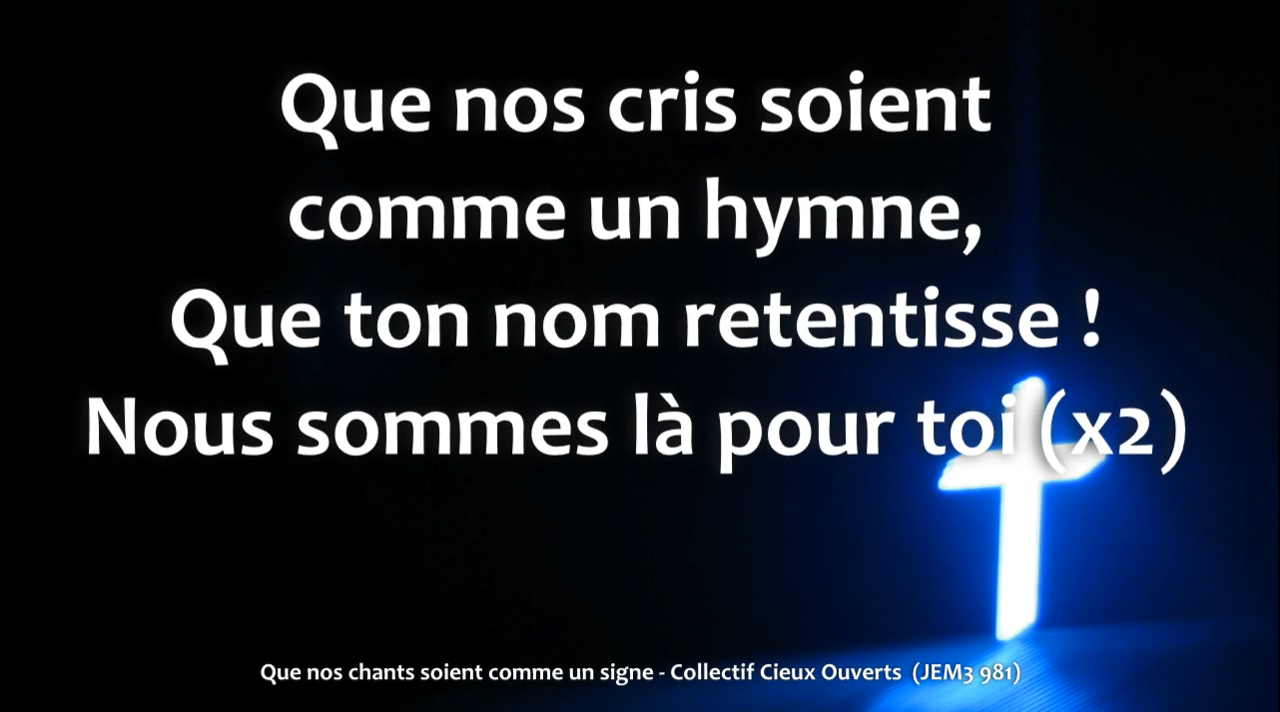 Que nos cris soient
comme un hymne,
Que ton nom retentisse !
Nous sommes là pour toi (x2)
Que nos chants soient comme un signe - Collectif Cieux Ouverts (JEM3 981)